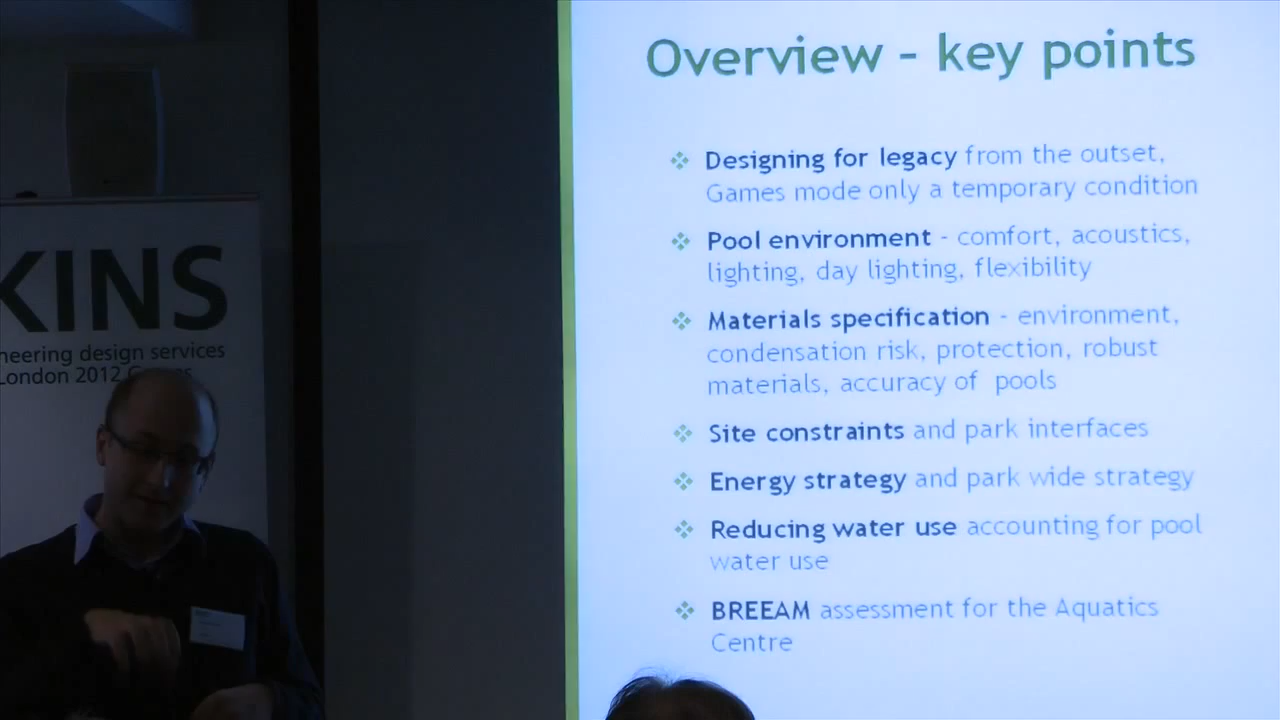 KINS
neering design services
London 2012 Games
Overview – key points
Designing for legacy from the outset,
Games mode only a temporary condition
Pool environment - comfort, acoustics,
lighting, day lighting, flexibility
Materials specification - environment,
condensation risk, protection, robust
materials, accuracy of pools
Site constraints and park interfaces
Energy strategy and park wide strategy
Reducing water use accounting for pool
water use
BREEAM assessment for the Aquatics
Centre